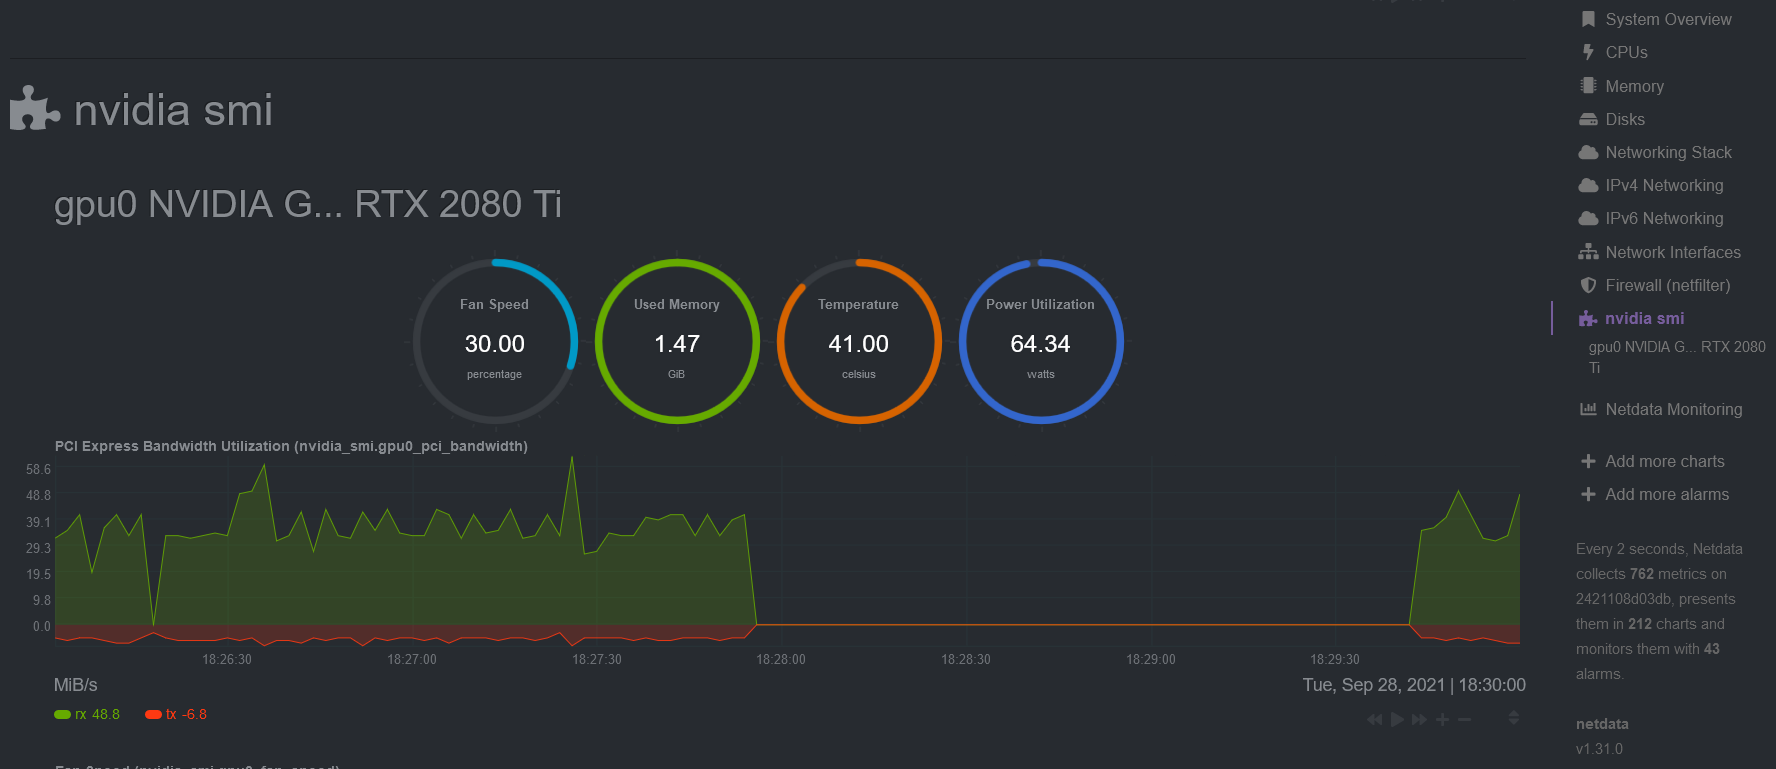 nvidia smi
gpu0 NVIDIA G... RTX 2080 Ti
Fan Speed
30.00
percentage
Used Memory
1.47
GiB
Temperature
41.00
celsius
Power Utilization
64.34
watts
PCI Express Bandwidth Utilization (nvidia_smi.gpu0_pci_bandwidth)
58.6
48.8
39.1
29.3
19.5
9.8
0.0
18:26:30
18:27:00
18:27:30
18:28:00
18:28:30
18:29:00
18:29:30
MiB/s
Tue, Sep 28, 2021 | 18:30:00
rx 48.8
tx -6.8
Fan Speed (nvidia_smi.gpu0_fan_speed)
System Overview
CPUs
Memory
Disks
Networking Stack
IPv4 Networking
IPv6 Networking
Network Interfaces
Firewall (netfilter)
nvidia smi
gpu0 NVIDIA G... RTX 2080
Ti
Netdata Monitoring
Add more charts
Add more alarms
Every 2 seconds, Netdata
collects 762 metrics on
2421108d03db, presents
them in 212 charts and
monitors them with 43
alarms.
netdata
v1.31.0